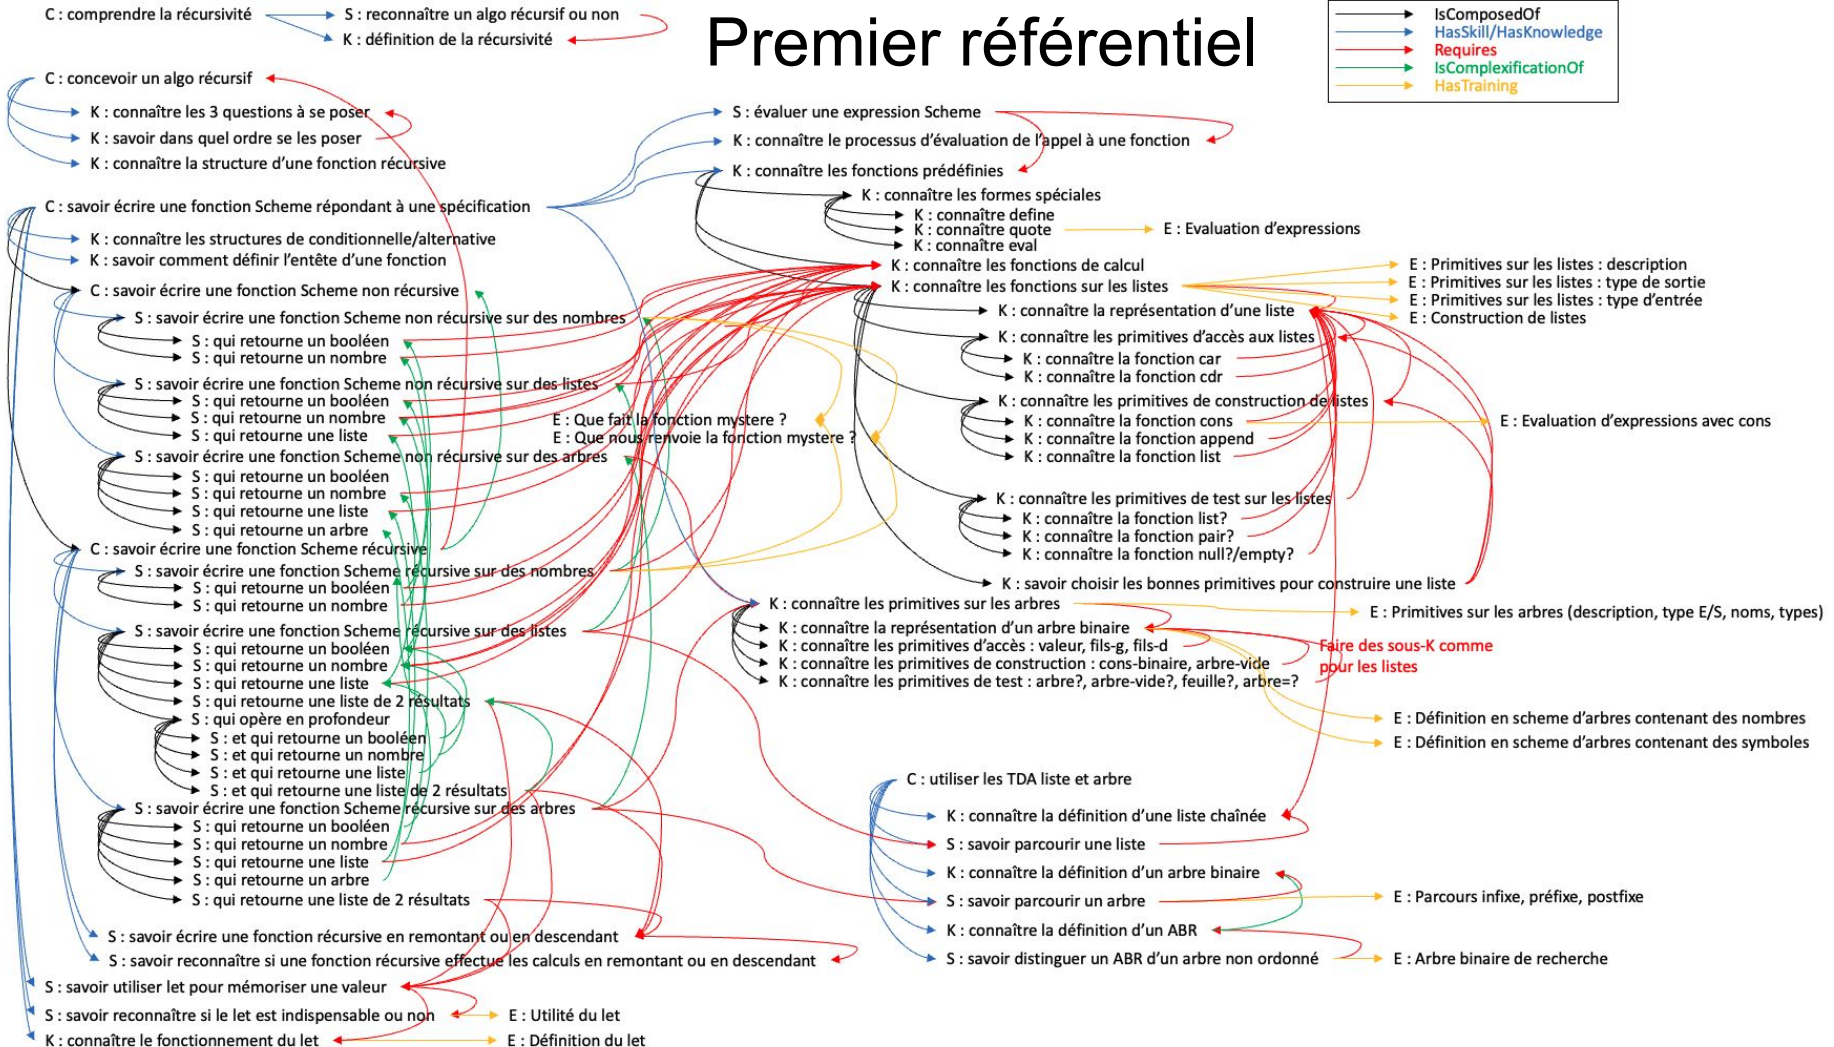 Premier référentiel
IsComposedOf
HasSkill/HasKnowledge
Requires
IsComplexificationOf
HasTraining
C : comprendre la récursivité
S : reconnaître un algo récursif ou non
K : définition de la récursivité
C : concevoir un algo récursif
K : connaître les 3 questions à se poser
K : savoir dans quel ordre se les poser
K : connaître la structure d'une fonction récursive
C : savoir écrire une fonction Scheme répondant à une spécification
K : connaître les structures de conditionnelle/alternative
K : savoir comment définir l'entête d'une fonction
C : savoir écrire une fonction Scheme non récursive
S : savoir écrire une fonction Scheme non récursive sur des nombres
S : qui retourne un booléen
S : qui retourne un nombre
S : savoir écrire une fonction Scheme non récursive sur des listes
S : qui retourne un booléen
S : qui retourne un nombre
S : qui retourne une liste
S : savoir écrire une fonction Scheme non récursive sur des arbres
S : qui retourne un booléen
S : qui retourne un nombre
S : qui retourne une liste
S : qui retourne un arbre
C : savoir écrire une fonction Scheme récursive
S : savoir écrire une fonction Scheme récursive sur des nombres
S : qui retourne un booléen
S : qui retourne un nombre
S : savoir écrire une fonction Scheme récursive sur des listes
S : qui retourne un booléen
S : qui retourne un nombre
S : qui retourne une liste
S : qui retourne une liste de 2 résultats
S : qui opère en profondeur
S : et qui retourne un booléen
S : et qui retourne un nombre
S : et qui retourne une liste
S : et qui retourne une liste de 2 résultats
S : savoir écrire une fonction Scheme récursive sur des arbres
S : qui retourne un booléen
S : qui retourne un nombre
S : qui retourne une liste
S : qui retourne un arbre
S : qui retourne une liste de 2 résultats
S : savoir écrire une fonction récursive en remontant ou en descendant
S : savoir reconnaître si une fonction récursive effectue les calculs en remontant ou en descendant
S : savoir utiliser let pour mémoriser une valeur
S : savoir reconnaître si le let est indispensable ou non
E : Utilité du let
K : connaître le fonctionnement du let
E : Définition du let
E : Que fait la fonction mystere ?
E : Que nous renvoie la fonction mystere ?
S : évaluer une expression Scheme
K : connaître le processus d'évaluation de l'appel à une fonction
K : connaître les fonctions prédéfinies
K : connaître les formes spéciales
K : connaître define
K : connaître quote
E : Evaluation d'expressions
K : connaître eval
K : connaître les fonctions de calcul
K : connaître les fonctions sur les listes
E : Primitives sur les listes : description
E : Primitives sur les listes : type de sortie
E : Primitives sur les listes : type d'entrée
E : Construction de listes
K : connaître la représentation d'une liste
K : connaître les primitives d'accès aux listes
K : connaître la fonction car
K : connaître la fonction cdr
K : connaître les primitives de construction de listes
K : connaître la fonction cons
E : Evaluation d'expressions avec cons
K : connaître la fonction append
K : connaître la fonction list
K : connaître les primitives de test sur les listes
K : connaître la fonction list?
K : connaître la fonction pair?
K : connaître la fonction null?/empty?
K : savoir choisir les bonnes primitives pour construire une liste
K : connaître les primitives sur les arbres
E : Primitives sur les arbres (description, type E/S, noms, types)
K : connaître la représentation d'un arbre binaire
K : connaître les primitives d'accès : valeur, fils-g, fils-d
K : connaître les primitives de construction : cons-binaire, arbre-vide
K : connaître les primitives de test : arbre?, arbre-vide?, feuille?, arbre=?
Faire des sous-K comme
pour les listes
E : Définition en scheme d'arbres contenant des nombres
E : Définition en scheme d'arbres contenant des symboles
C : utiliser les TDA liste et arbre
K : connaître la définition d'une liste chaînée
S : savoir parcourir une liste
K : connaître la définition d'un arbre binaire
S : savoir parcourir un arbre
E : Parcours infixe, préfixe, postfixe
K : connaître la définition d'un ABR
S : savoir distinguer un ABR d'un arbre non ordonné
E : Arbre binaire de recherche